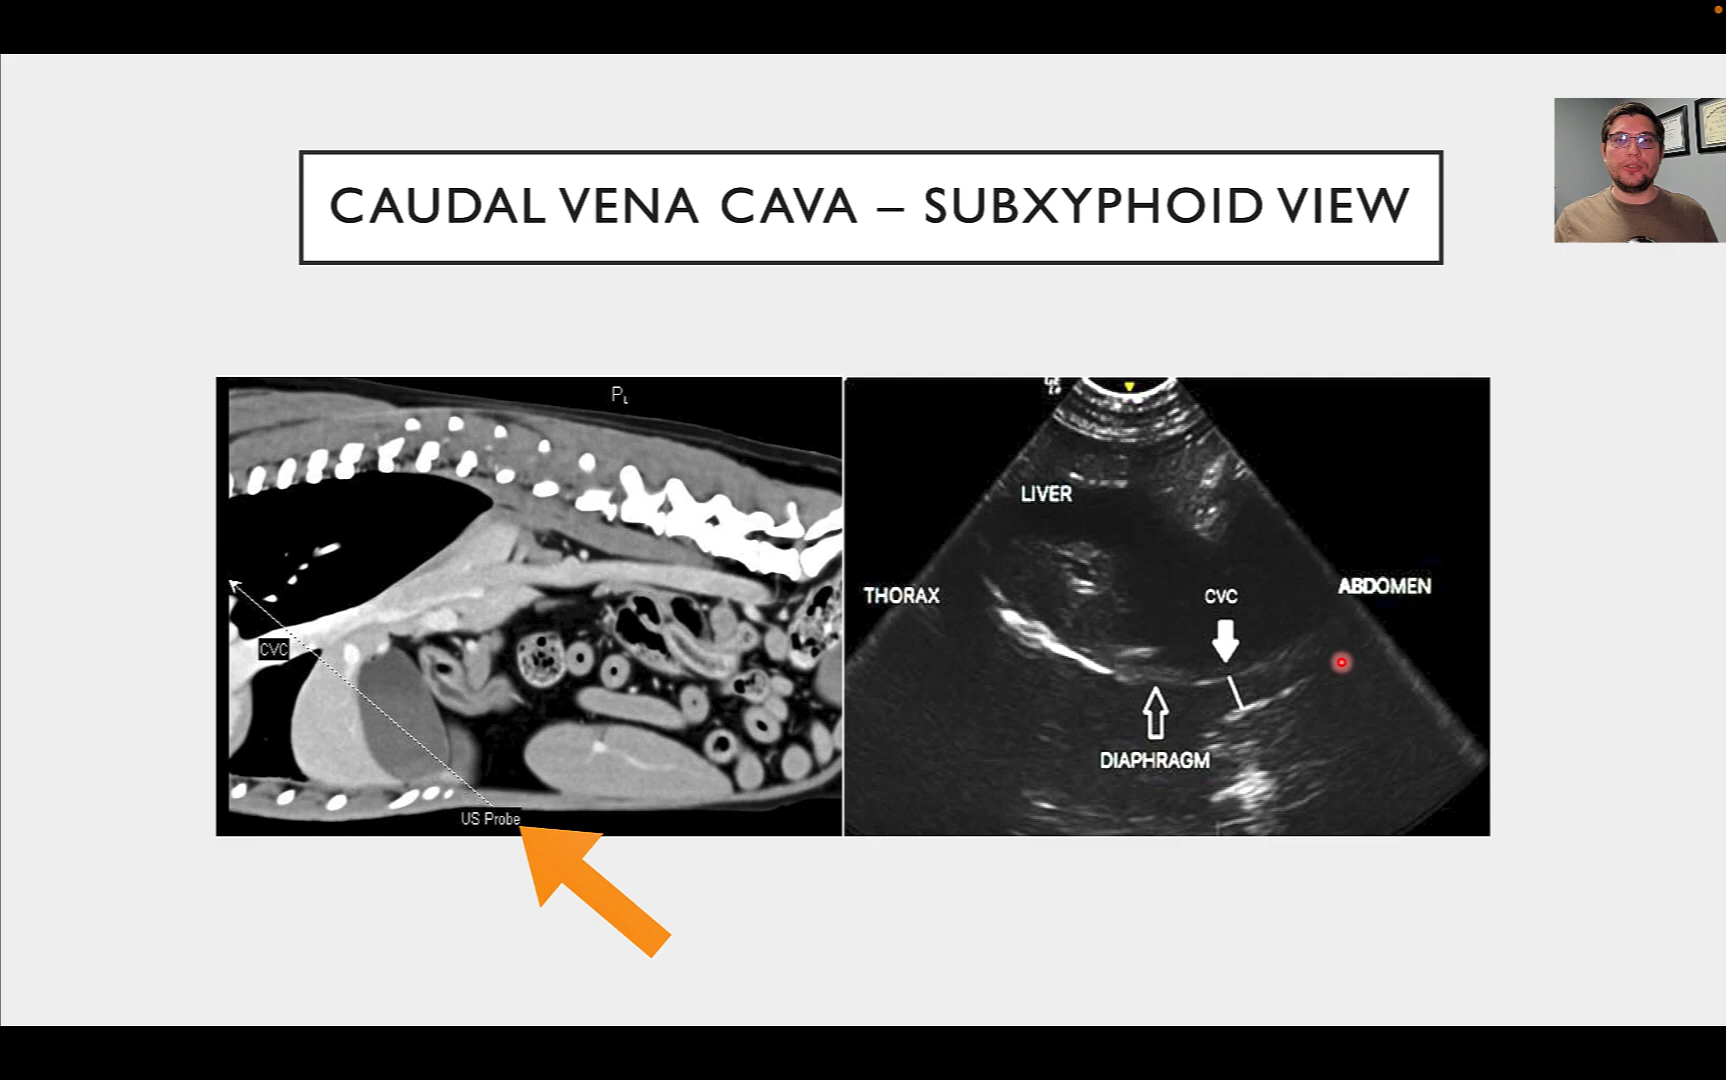 CAUDAL VENA CAVA – SUBXYPHOID VIEW
PL
CVC
US Probe
LIVER
THORAX
CVC
ABDOMEN
DIAPHRAGM